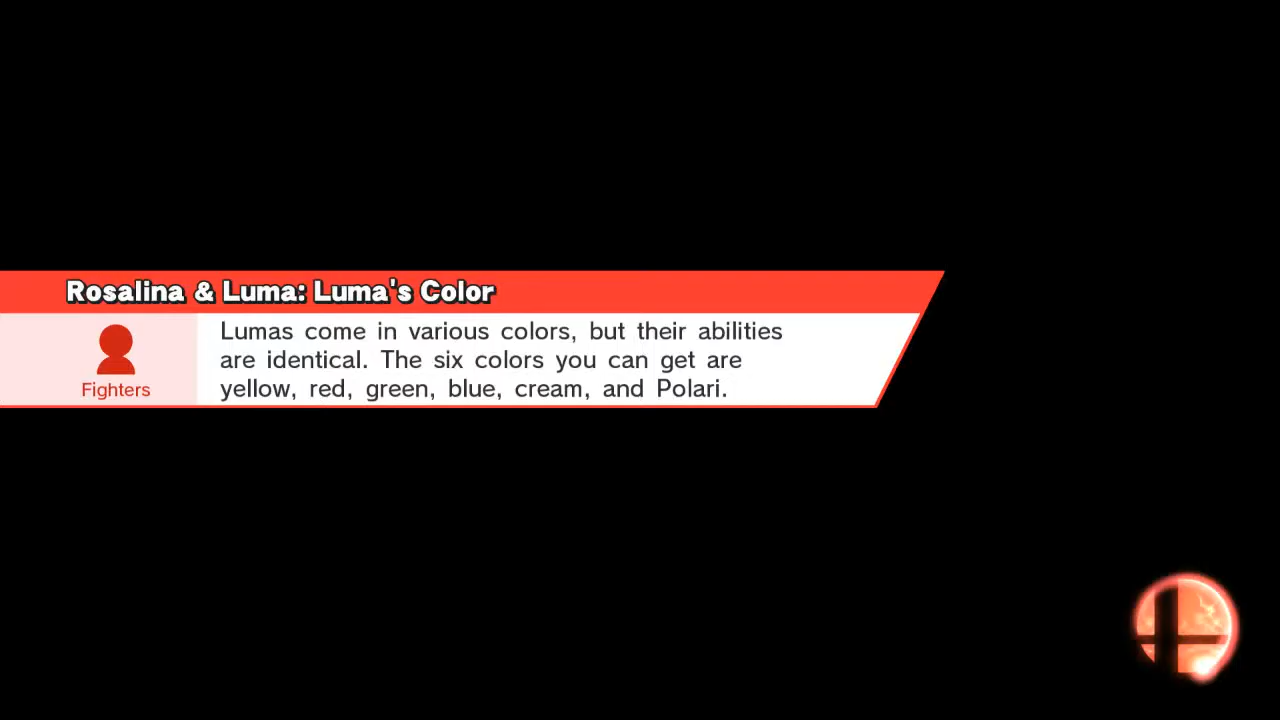 Rosalina & Luma: Luma's Color
Lumas come in various colors, but their abilities
are identical. The six colors you can get are
yellow, red, green, blue, cream, and Polari.
Fighters